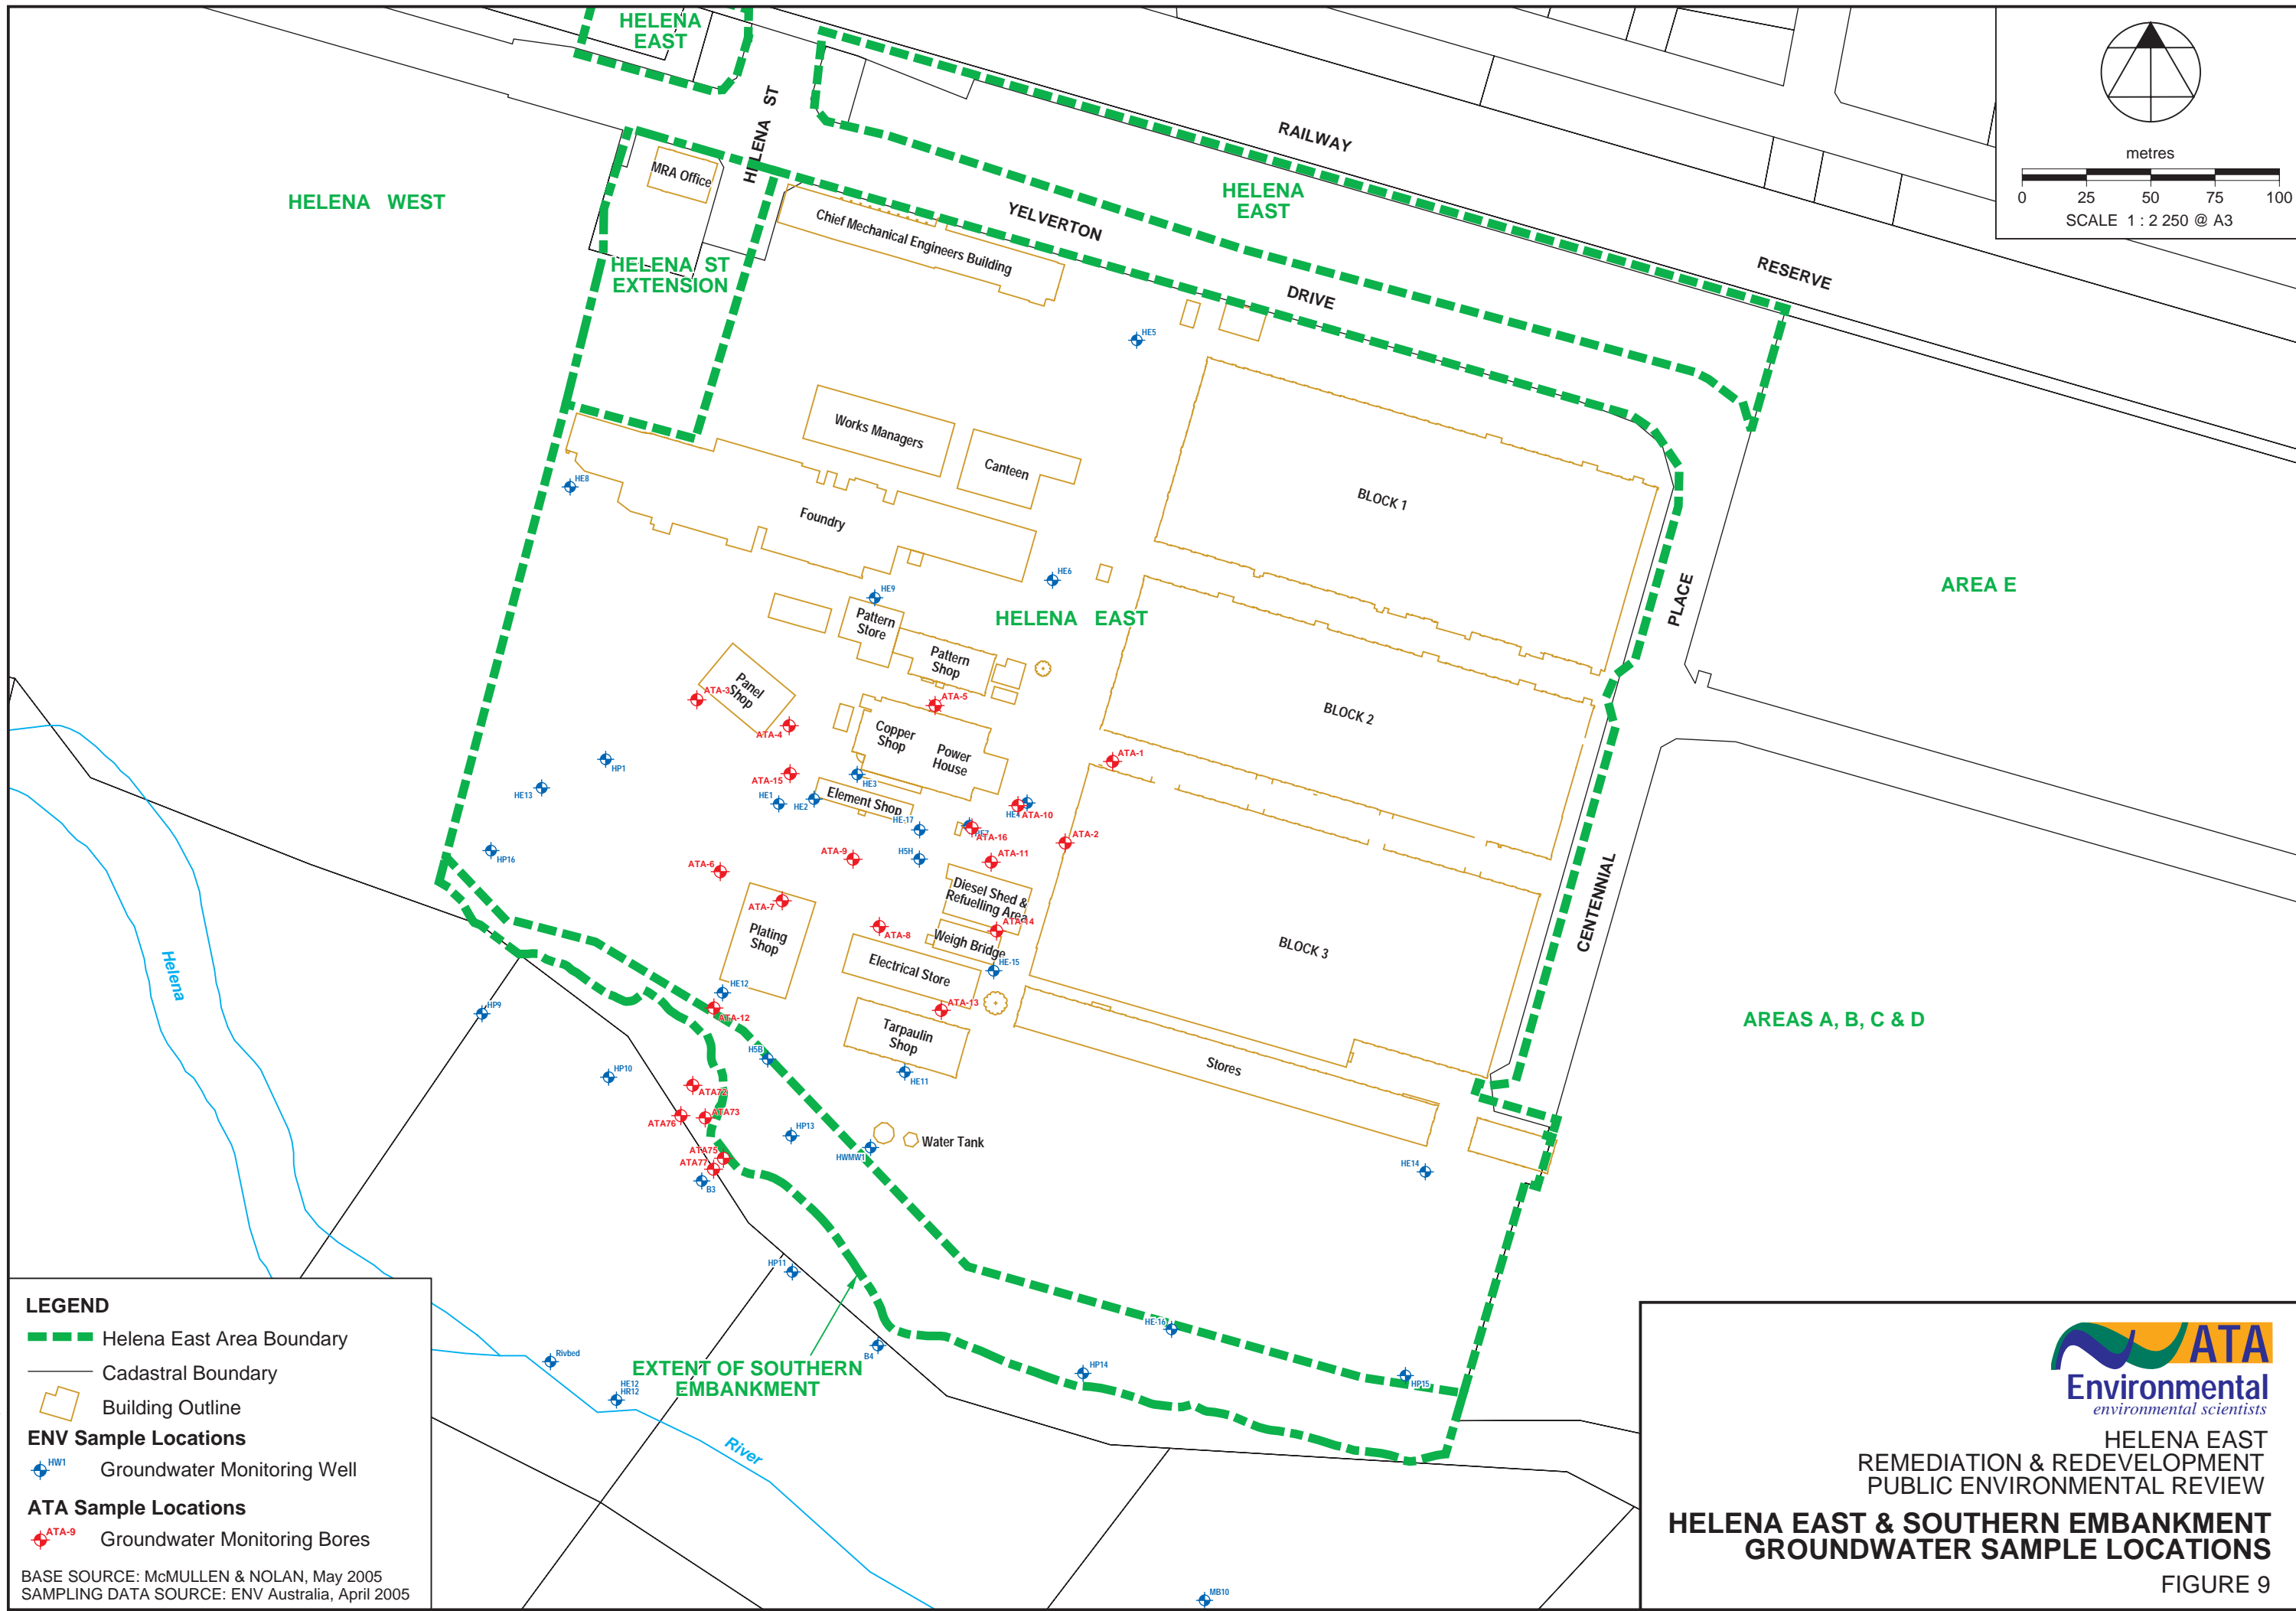 HELENA
EAST
HELENA ST
RAILWAY
RESERVE
metres
0 25 50 75 100
SCALE 1 : 2 250 @ A3
HELENA WEST
MRA Office
HELENA
EAST
YELVERTON
DRIVE
Chief Mechanical Engineers Building
HELENA ST
EXTENSION
HE5
Works Managers
Canteen
BLOCK 1
HE8
Foundry
HE6
HE9
PLACE
AREA E
HELENA EAST
Pattern
Store
Pattern
Shop
Panel
Shop
ATA-3
ATA-5
ATA-4
Copper
Shop
Power
House
BLOCK 2
ATA-1
HP1
HE13
ATA-15
HE3
HE1
HE2
Element Shop
HE4
ATA-10
HE-17
HE7
ATA-16
ATA-2
HP16
ATA-6
ATA-9
H5H
ATA-11
ATA-7
Diesel Shed &
Refuelling Area
CENTENNIAL
Plating
Shop
ATA-8
ATA-14
Weigh Bridge
BLOCK 3
Electrical Store
HE-15
Helena
HP9
HE12
ATA-12
ATA-13
AREAS A, B, C & D
Tarpaulin
Shop
H5B
HE11
Stores
HP10
ATA72
ATA73
ATA76
HP13
Water Tank
HWMW1
ATA75
ATA77
B3
HE14
HP11
HE-16
B4
HP14
HP15
Rivbed
HE12
HR12
EXTENT OF SOUTHERN
EMBANKMENT
River
MB10
LEGEND
Helena East Area Boundary
Cadastral Boundary
Building Outline
ENV Sample Locations
HW1
Groundwater Monitoring Well
ATA Sample Locations
ATA-9
Groundwater Monitoring Bores
BASE SOURCE: McMULLEN & NOLAN, May 2005
SAMPLING DATA SOURCE: ENV Australia, April 2005
ATA
Environmental
environmental scientists
HELENA EAST
REMEDIATION & REDEVELOPMENT
PUBLIC ENVIRONMENTAL REVIEW
HELENA EAST & SOUTHERN EMBANKMENT
GROUNDWATER SAMPLE LOCATIONS
FIGURE 9